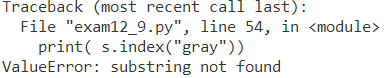 Traceback (most recent call last):
  File "exam12_9.py", line 54, in <module>
    print( s.index("gray"))
ValueError: substring not found